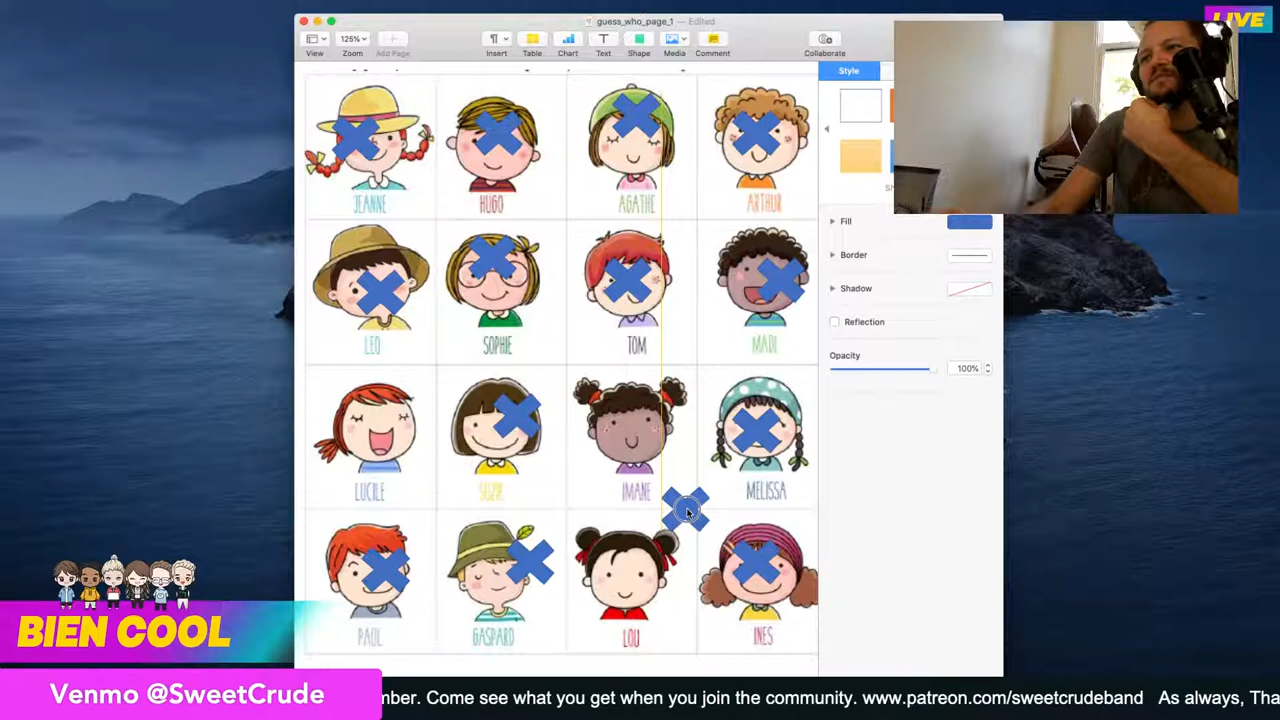 guess_who_page_1 — Edited
LIVE
125%
View Zoom Add Page Insert Table Chart Text Shape Media Comment Collaborate
Style
JEANNE HUGO AGATHE ARTHUR
Fill
Border
Shadow
Reflection
Opacity
100%
LEO SOPHIE TOM MADI
LUCILE IMANE MELISSA
PAUL GASPARD LOU INES
BIEN COOL
Venmo @SweetCrude
mber. Come see what you get when you join the community. www.patreon.com/sweetcrudeband As always, Tha